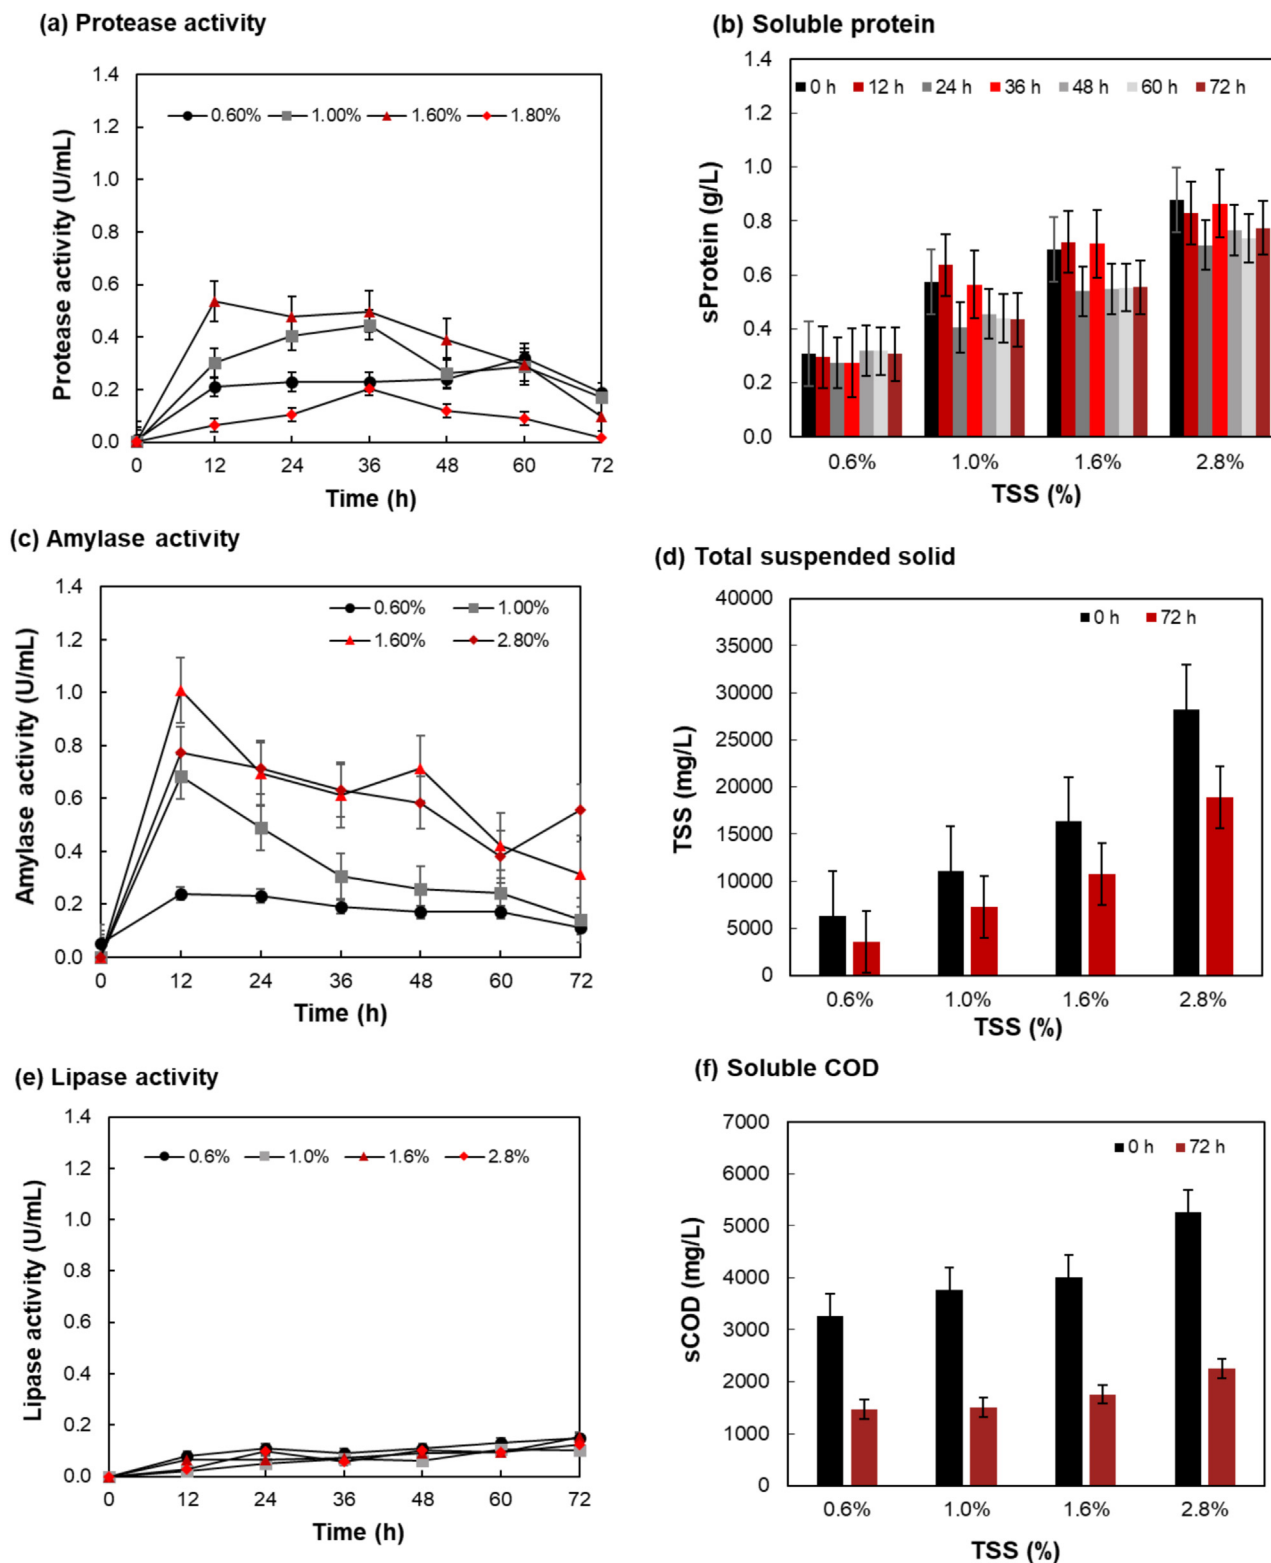 (a) Protease activity
1.4
1.2
1.0
0.8
0.6
0.4
0.2
0.0
Protease activity (U/mL)
0.60% 1.00% 1.60% 1.80%
0 12 24 36 48 60 72
Time (h)
(b) Soluble protein
1.4
1.2
1.0
0.8
0.6
0.4
0.2
0.0
sProtein (g/L)
0 h 12 h 24 h 36 h 48 h 60 h 72 h
0.6% 1.0% 1.6% 2.8%
TSS (%)
(c) Amylase activity
1.4
1.2
1.0
0.8
0.6
0.4
0.2
0.0
Amylase activity (U/mL)
0.60% 1.00%
1.60% 2.80%
0 12 24 36 48 60 72
Time (h)
(d) Total suspended solid
40000
35000
30000
25000
20000
15000
10000
5000
0
TSS (mg/L)
0 h 72 h
0.6% 1.0% 1.6% 2.8%
TSS (%)
(e) Lipase activity
1.4
1.2
1.0
0.8
0.6
0.4
0.2
0.0
Lipase activity (U/mL)
0.6% 1.0% 1.6% 2.8%
0 12 24 36 48 60 72
Time (h)
(f) Soluble COD
7000
6000
5000
4000
3000
2000
1000
0
sCOD (mg/L)
0 h 72 h
0.6% 1.0% 1.6% 2.8%
TSS (%)